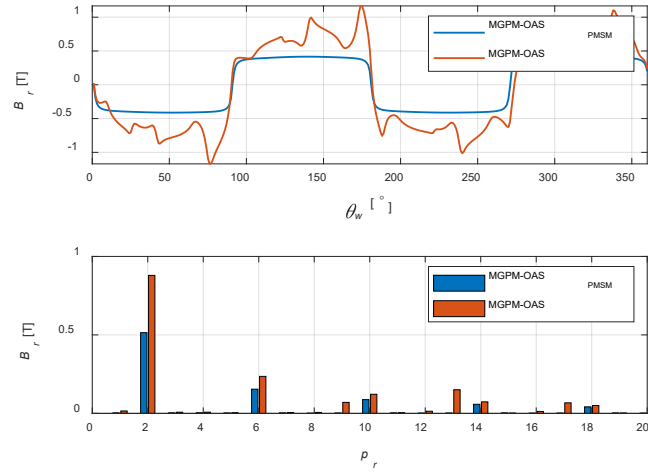 1
0.5
0
-0.5
-1
B r [T]
0 50 100 150 200 250 300 350
θw [°]
MGPM-OAS PMSM
MGPM-OAS
1
0.5
0
B r [T]
0 2 4 6 8 10 12 14 16 18 20
p r
MGPM-OAS PMSM
MGPM-OAS